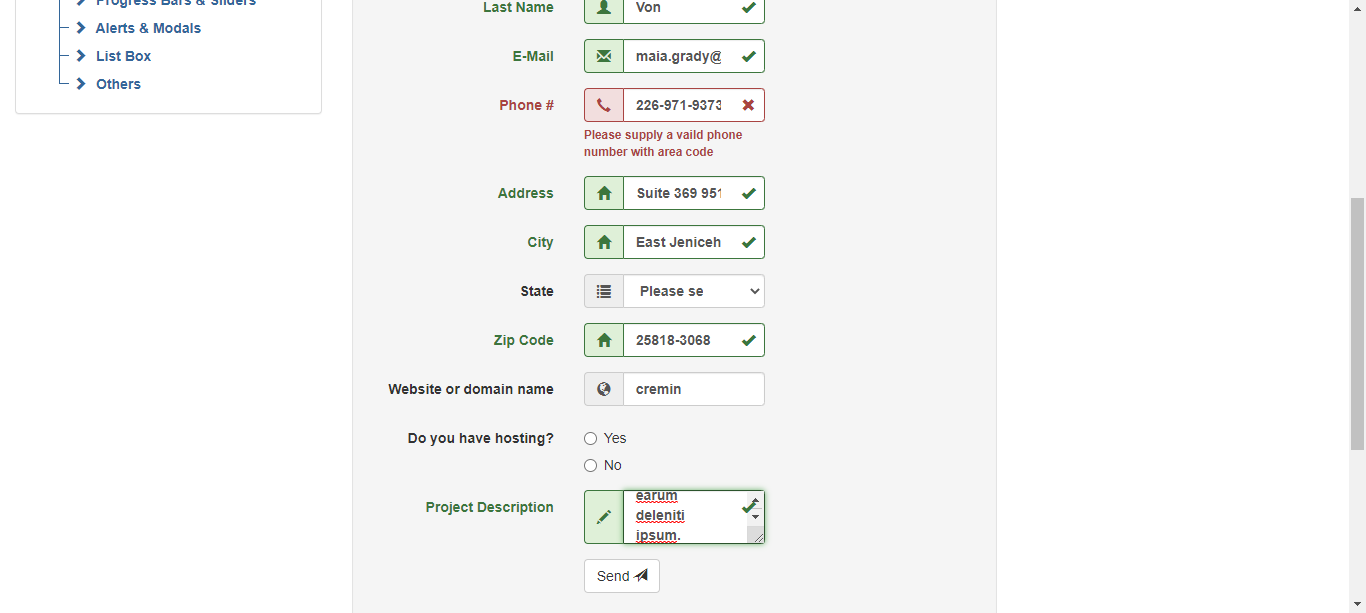 Progress Bars & Sliders
Alerts & Modals
List Box
Others
Last Name
Von
E-Mail
maia.grady@
Phone #
226-971-9373
Please supply a vaild phone
number with area code
Address
Suite 369 951
City
East Jeniceh
State
Please se
Zip Code
25818-3068
Website or domain name
cremin
Do you have hosting?
Yes
No
Project Description
earum
deleniti
ipsum.
Send